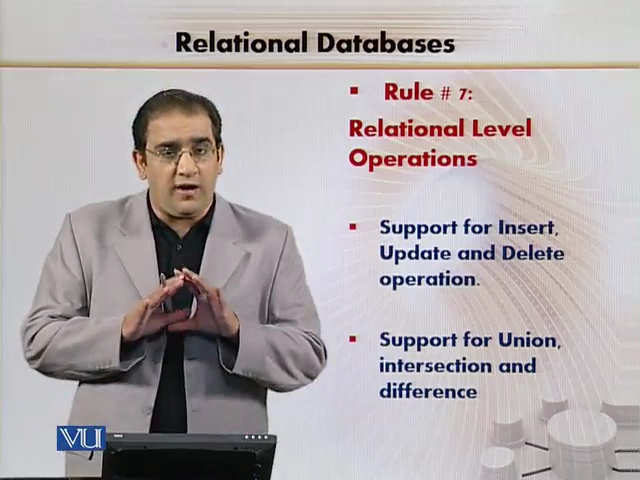 Relational Databases
Rule # 7:
Relational Level
Operations
Support for Insert,
Update and Delete
operation.
Support for Union,
intersection and
difference
VU